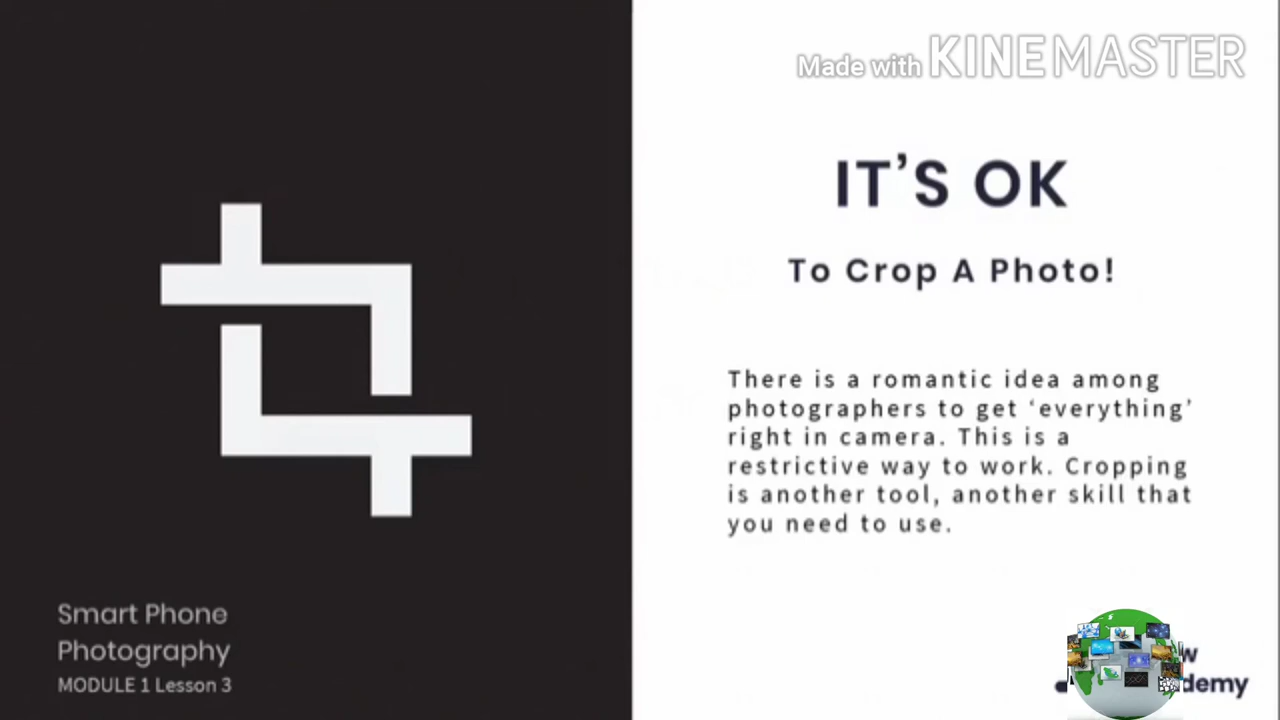 Made with KINEMASTER
IT’S OK
To Crop A Photo!
There is a romantic idea among
photographers to get ‘everything’
right in camera. This is a
restrictive way to work. Cropping
is another tool, another skill that
you need to use.
Smart Phone
Photography
MODULE 1 Lesson 3